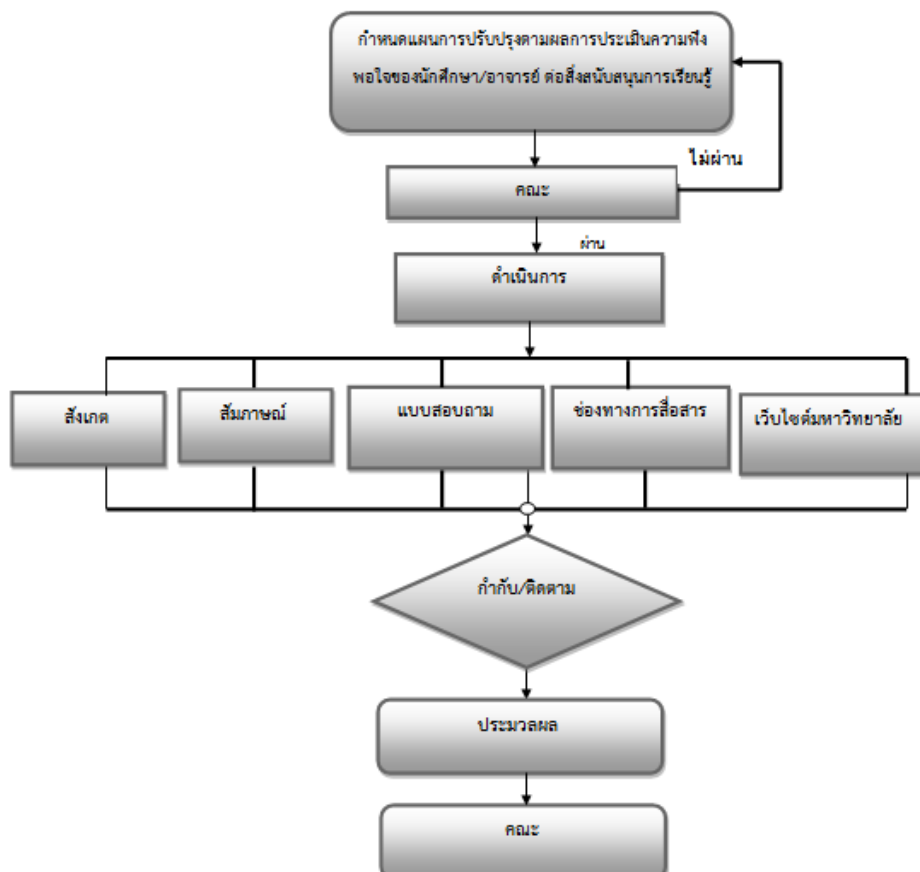 กำหนดแผนการปรับปรุงตามผลการประเมินความพึง
พอใจของนักศึกษา/อาจารย์ ต่อสิ่งสนับสนุนการเรียนรู้
ไม่ผ่าน
คณะ
ผ่าน
ดำเนินการ
สังเกต
สัมภาษณ์
แบบสอบถาม
ช่องทางการสื่อสาร
เว็บไซต์มหาวิทยาลัย
กำกับ/ติดตาม
ประมวลผล
คณะ